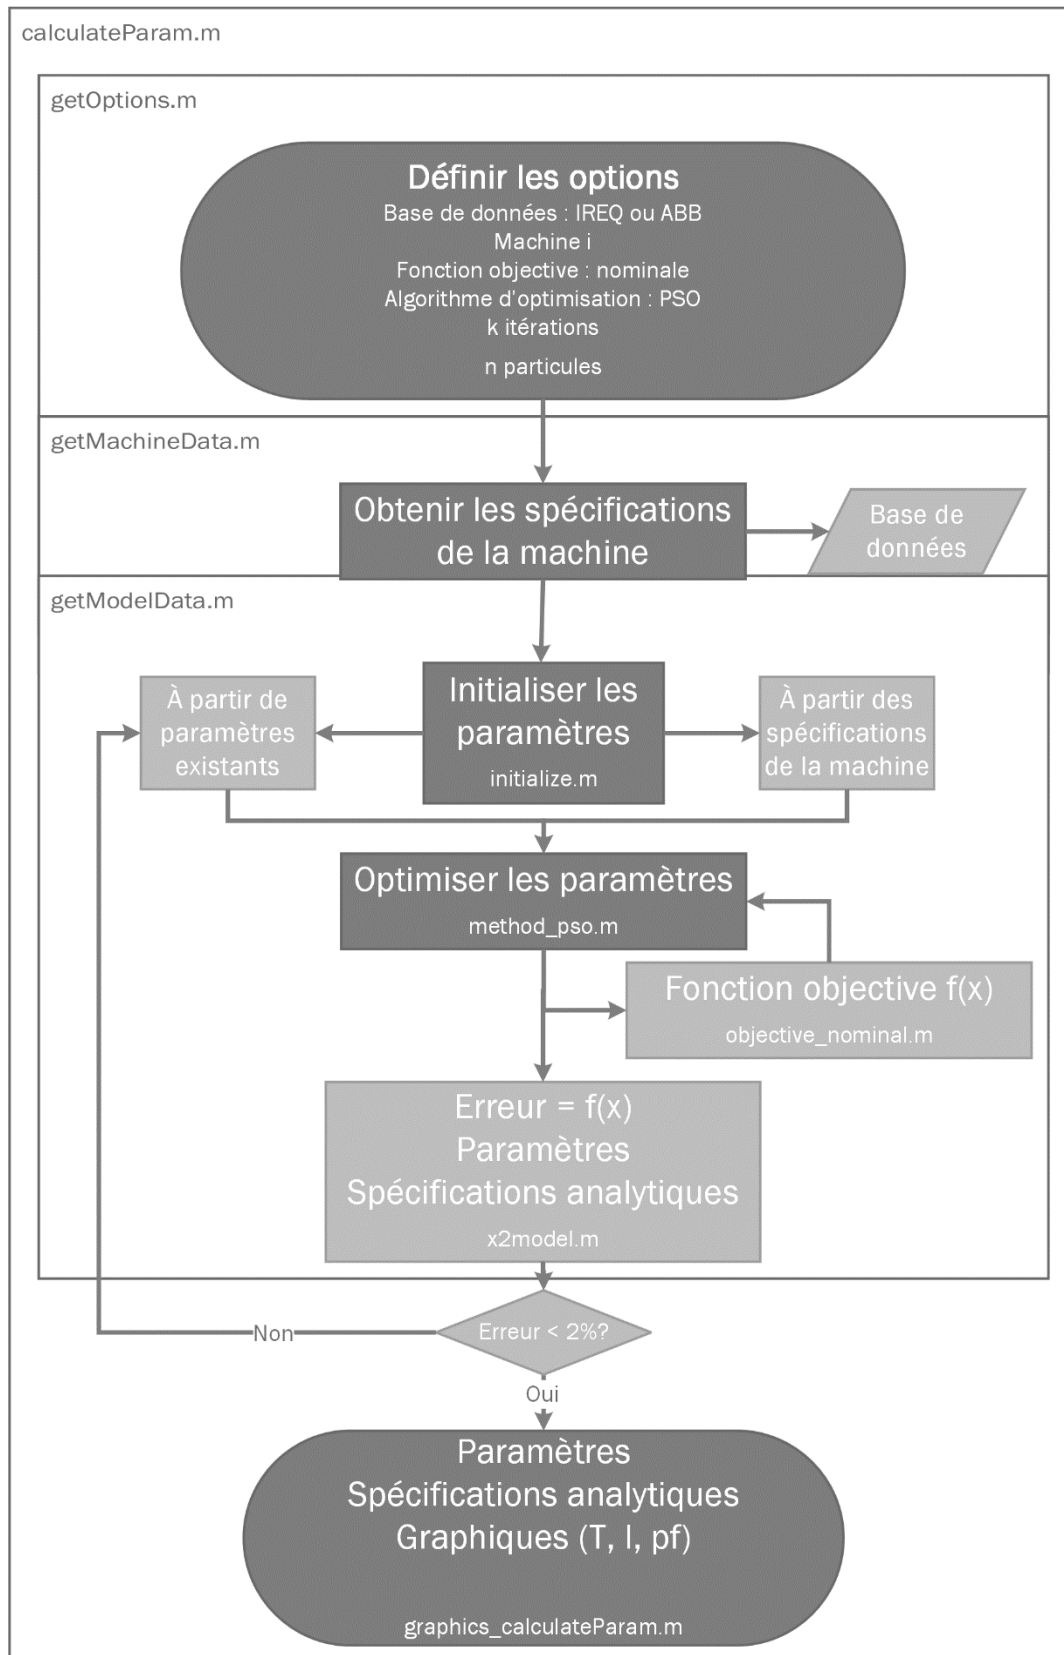 calculateParam.m
getOptions.m
Définir les options
Base de données : IREQ ou ABB
Machine i
Fonction objective : nominale
Algorithme d'optimisation : PSO
k itérations
n particules
getMachineData.m
Obtenir les spécifications
de la machine
Base de
données
getModelData.m
À partir de
paramètres
existants
Initialiser les
paramètres
initialize.m
À partir des
spécifications
de la machine
Optimiser les paramètres
method_pso.m
Fonction objective f(x)
objective_nominal.m
Erreur = f(x)
Paramètres
Spécifications analytiques
x2model.m
Erreur < 2%?
Non
Oui
Paramètres
Spécifications analytiques
Graphiques (T, I, pf)
graphics_calculateParam.m